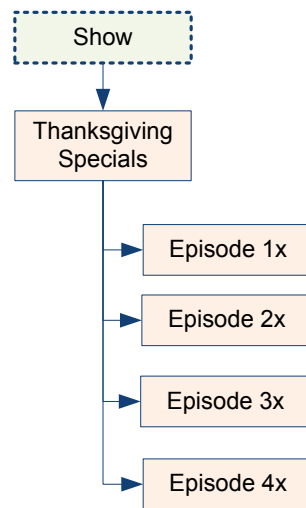 Show
Thanksgiving
Specials
Episode 1x
Episode 2x
Episode 3x
Episode 4x